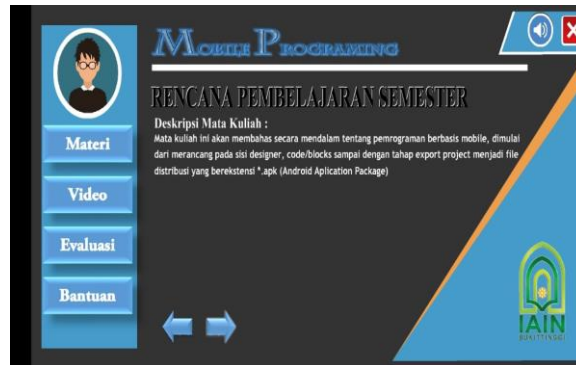 Mobile Programing
RENCANA PEMBELAJARAN SEMESTER
Deskripsi Mata Kuliah :
Mata kuliah ini akan membahas secara mendalam tentang pemrograman berbasis mobile, dimulai
dari merancang pada sisi designer, code/blocks sampai dengan tahap export project menjadi file
distribusi yang berekstensi *.apk (Android Aplication Package)
Materi
Video
Evaluasi
Bantuan
IAIN
BUKITTINGGI